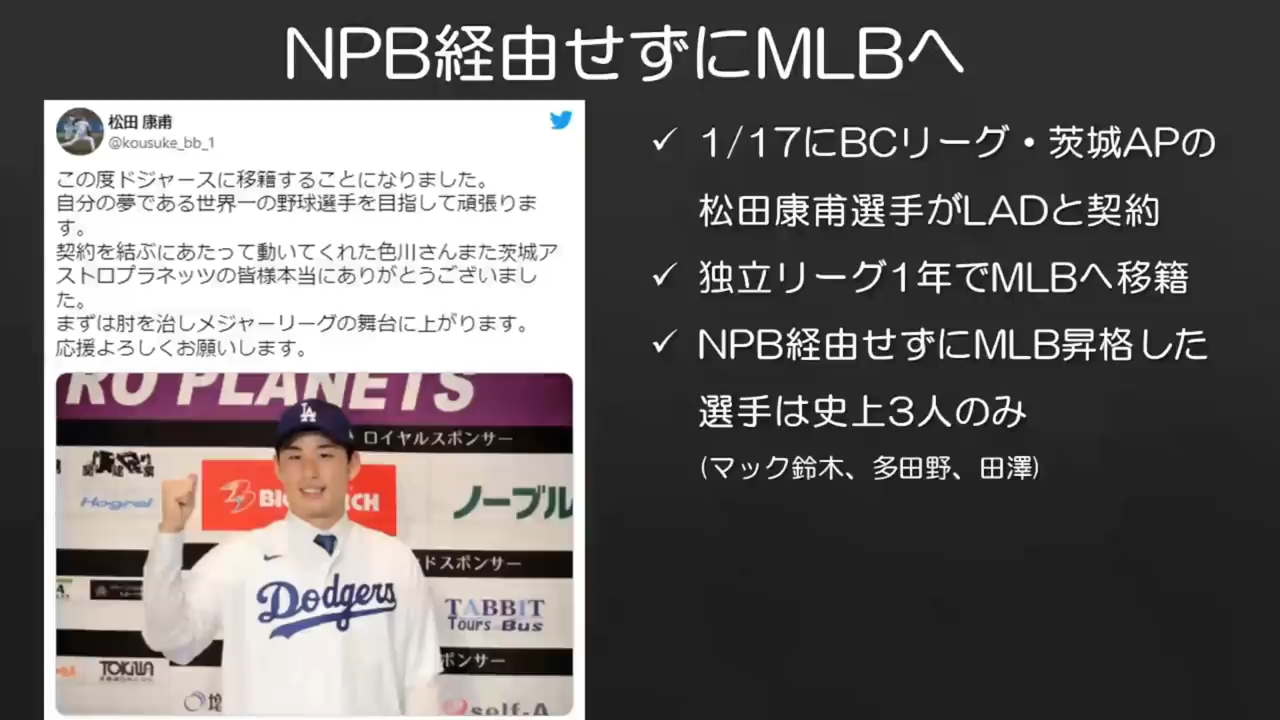 NPB経由せずにMLBへ
松田 康甫
@kousuke_bb_1
この度ドジャースに移籍することになりました。
自分の夢である世界一の野球選手を目指して頑張りま
す。
契約を結ぶにあたって動いてくれた色川さんまた茨城ア
ストロプラネッツの皆様本当にありがとうございまし
た。
まずは肘を治しメジャーリーグの舞台に上がります。
応援よろしくお願いします。
RO PLANETS
LA
ロイヤルスポンサー
Hogrel
ノーブル
ドスポンサー
Dodgers
TABBIT
Tours Bus
ポンサー
TOKIWA
self-A
✓ 1/17にBCリーグ・茨城APの
松田康甫選手がLADと契約
✓ 独立リーグ1年でMLBへ移籍
✓ NPB経由せずにMLB昇格した
選手は史上3人のみ
(マック鈴木、多田野、田澤)